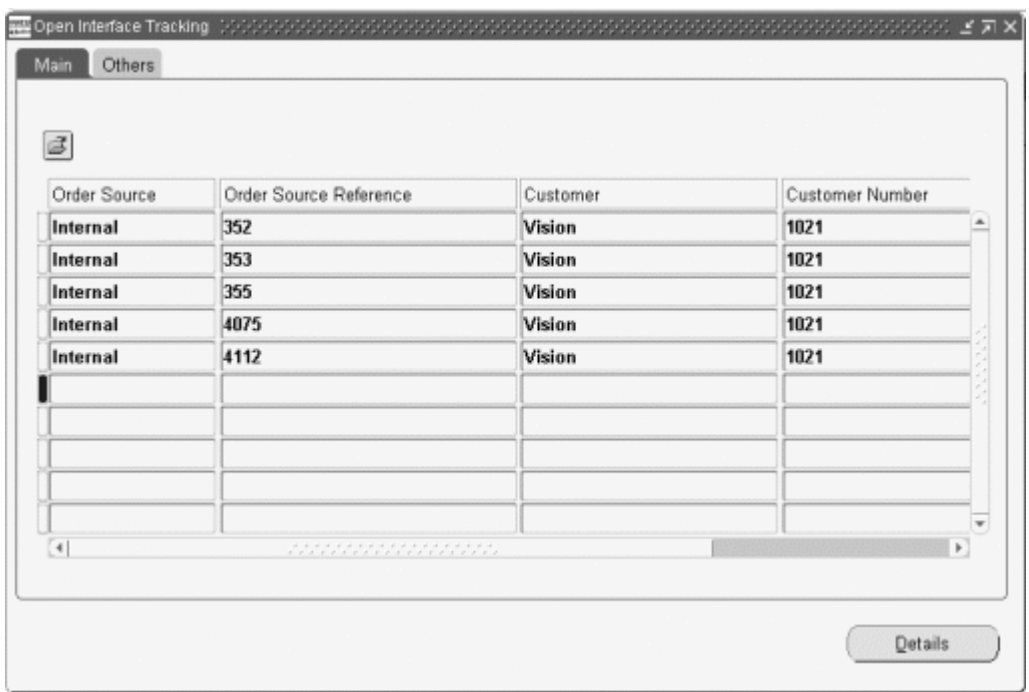 Open Interface Tracking
Main Others
Order Source Order Source Reference Customer Customer Number
Internal 352 Vision 1021
Internal 353 Vision 1021
Internal 355 Vision 1021
Internal 4075 Vision 1021
Internal 4112 Vision 1021
Details